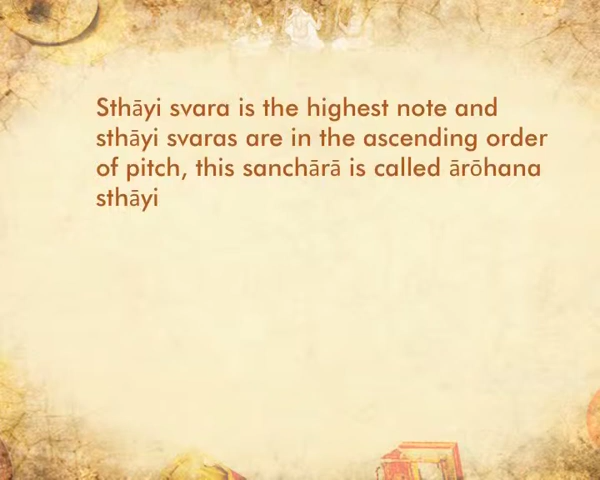 Sthāyi svara is the highest note and
sthāyi svaras are in the ascending order
of pitch, this sanchārā is called ārōhana
sthāyi